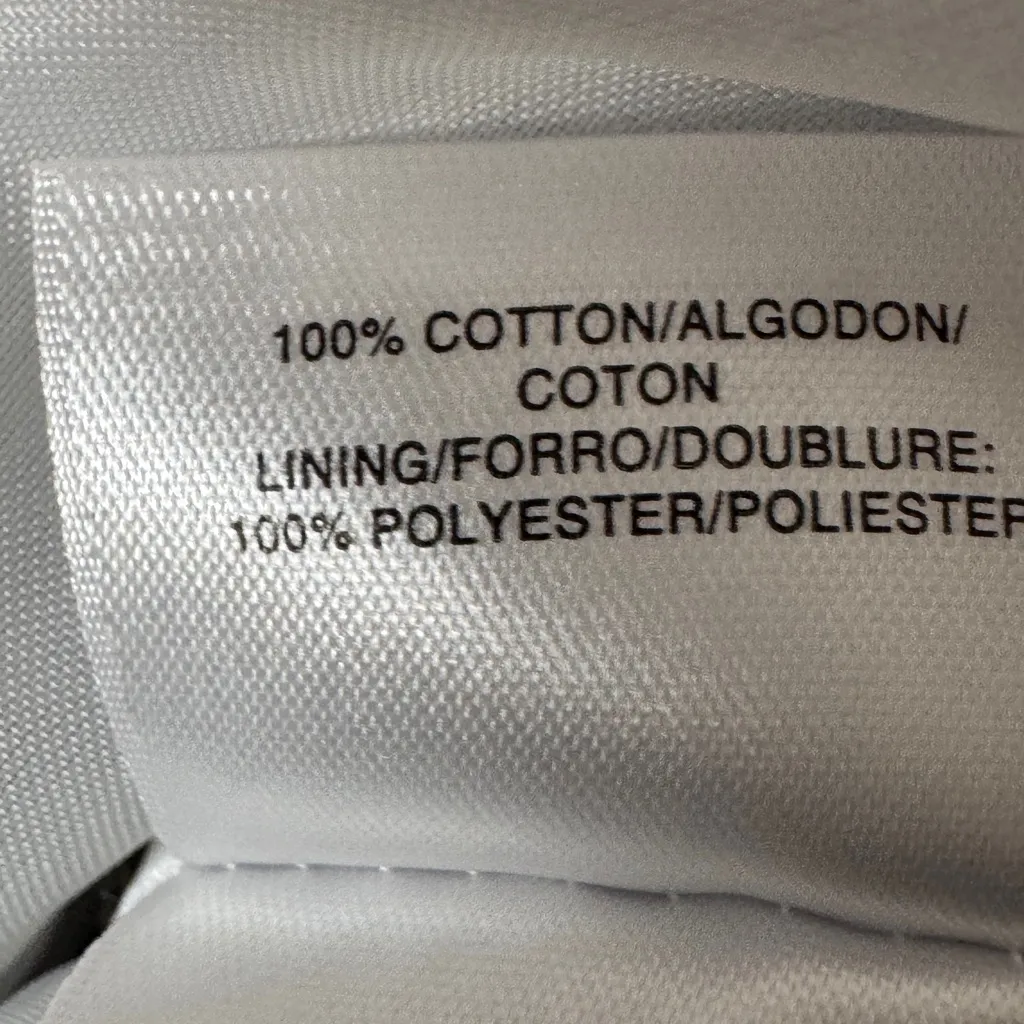 100% COTTON/ALGODON/
COTON
LINING/FORRO/DOUBLURE:
100% POLYESTER/POLIESTER